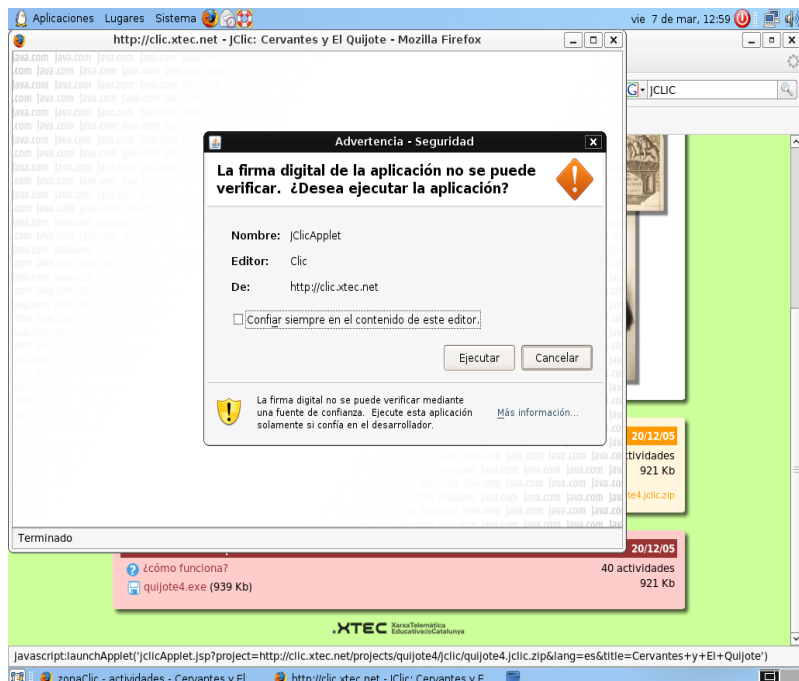 Aplicaciones Lugares Sistema
vie 7 de mar, 12:59
http://clic.xtec.net - JClic: Cervantes y El Quijote - Mozilla Firefox
JCLIC
Advertencia - Seguridad
La firma digital de la aplicación no se puede
verificar. ¿Desea ejecutar la aplicación?
Nombre: JClicApplet
Editor: Clic
De: http://clic.xtec.net
Confiar siempre en el contenido de este editor.
Ejecutar Cancelar
La firma digital no se puede verificar mediante
una fuente de confianza. Ejecute esta aplicación
solamente si confía en el desarrollador.
Más información...
20/12/05
ctividades
921 Kb
te4.jclic.zip
Terminado
20/12/05
¿cómo funciona? 40 actividades
quijote4.exe (939 Kb) 921 Kb
.XTEC XarxaTelemàtica
EducativadeCatalunya
javascript:launchApplet('jclicApplet.jsp?project=http://clic.xtec.net/projects/quijote4/jclic/quijote4.jclic.zip&lang=es&title=Cervantes+y+El+Quijote')
zonaClic - actividades - Cervantes y El
http://clic.xtec.net - JClic: Cervantes y E